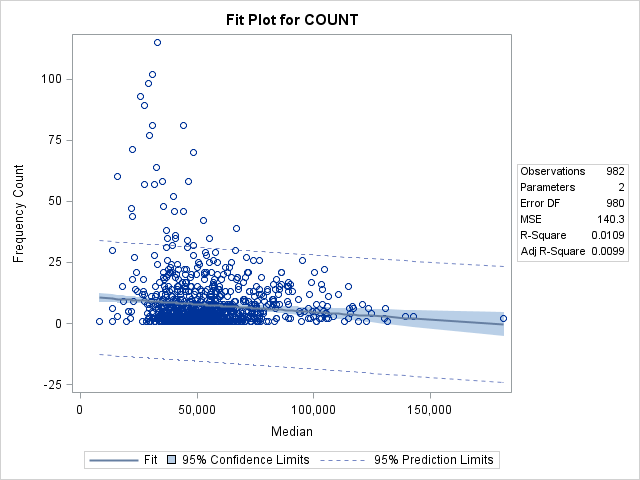 Fit Plot for COUNT
100
75
50
25
0
-25
Frequency Count
0 50,000 100,000 150,000
Median
Observations 982
Parameters 2
Error DF 980
MSE 140.3
R-Square 0.0109
Adj R-Square 0.0099
Fit 95% Confidence Limits 95% Prediction Limits